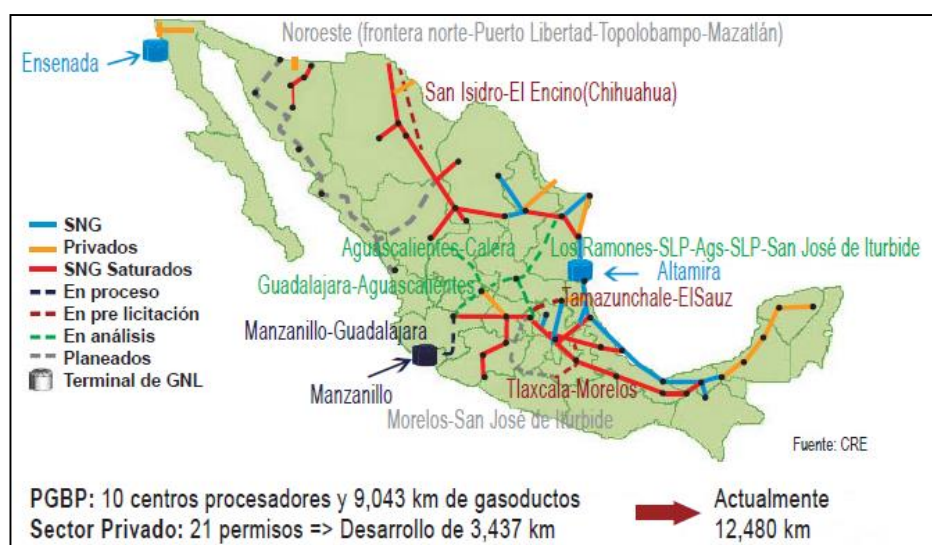 Noroeste (frontera norte-Puerto Libertad-Topolobampo-Mazatlán)
Ensenada
San Isidro-El Encino(Chihuahua)
SNG
Privados
SNG Saturados
En proceso
En pre licitación
En análisis
Planeados
Terminal de GNL
Aguascalientes-Calera
Los Ramones-SLP-Ags-SLP-San José de Iturbide
Guadalajara-Aguascalientes
Altamira
Tamazunchale-ElSauz
Manzanillo-Guadalajara
Manzanillo
Tlaxcala-Morelos
Morelos-San José de Iturbide
Fuente: CRE
PGBP: 10 centros procesadores y 9,043 km de gasoductos
Sector Privado: 21 permisos => Desarrollo de 3,437 km
Actualmente
12,480 km